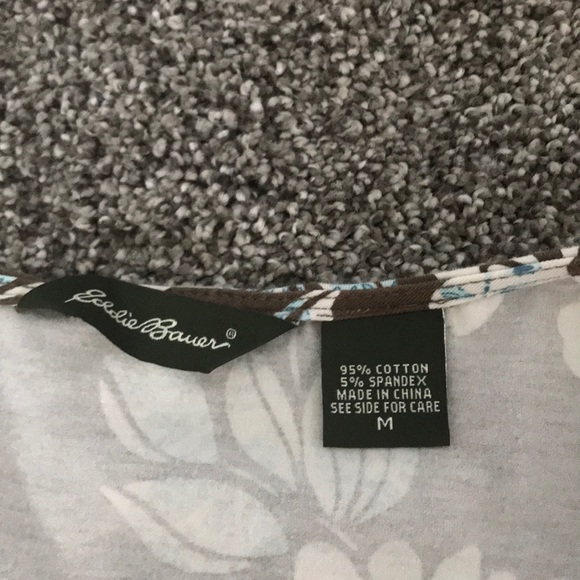 Eddie Bauer®
95% COTTON
5% SPANDEX
MADE IN CHINA
SEE SIDE FOR CARE
M